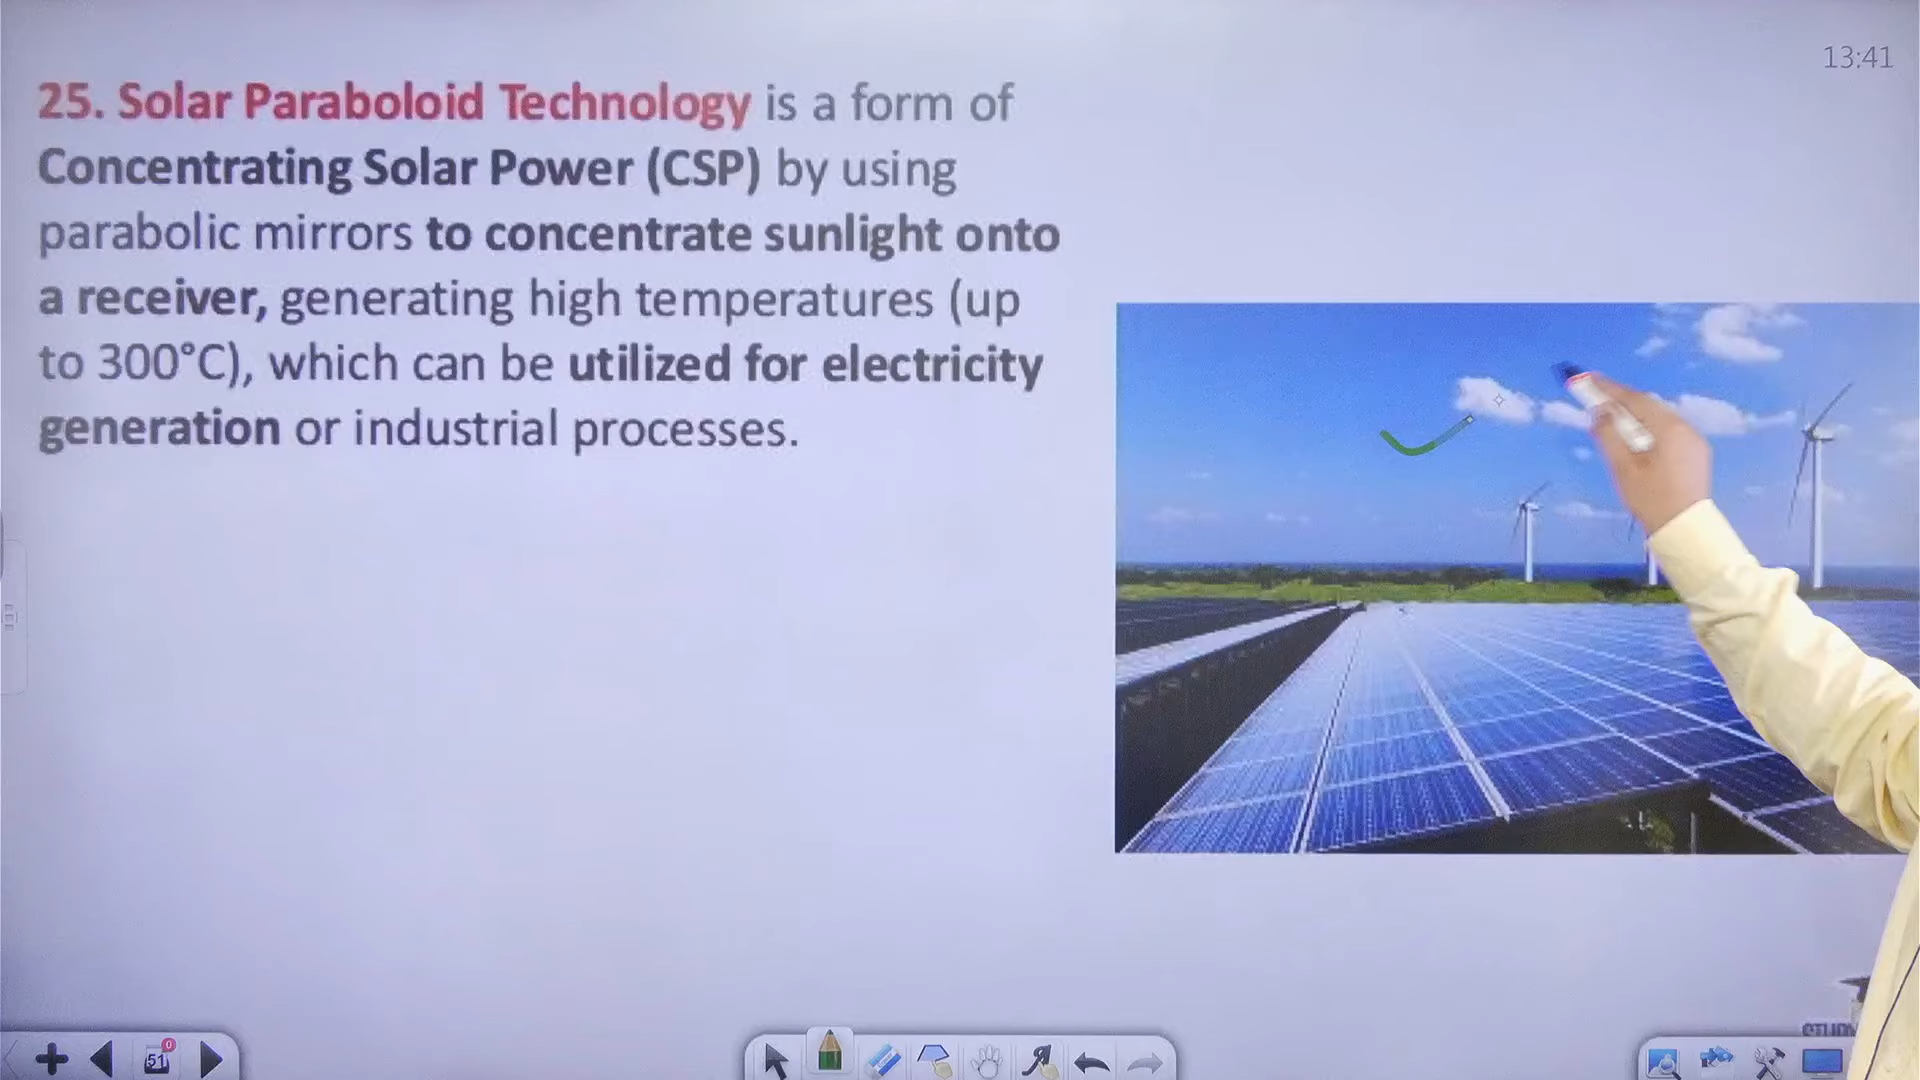 13:41
25. Solar Paraboloid Technology is a form of
Concentrating Solar Power (CSP) by using
parabolic mirrors to concentrate sunlight onto
a receiver, generating high temperatures (up
to 300°C), which can be utilized for electricity
generation or industrial processes.
51
0